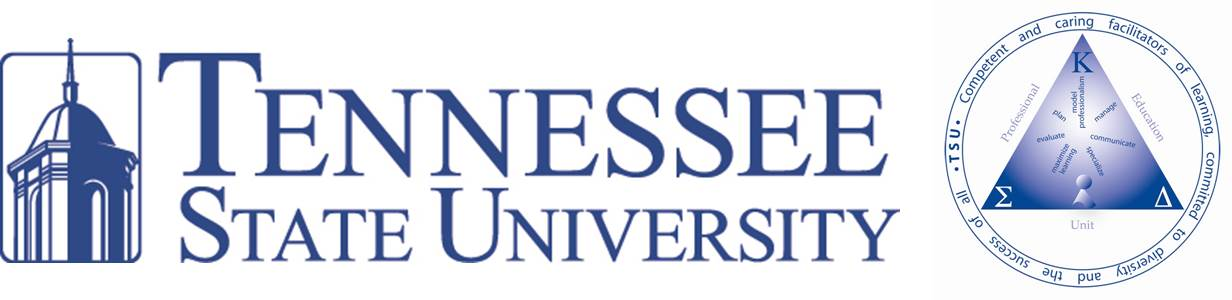 TENNESSEE
STATE UNIVERSITY
• TSU • Competent and caring facilitators of learning, committed to diversity and the success of all
Professional
Education
Unit
K
Σ
Δ
plan
model
professionalism
manage
evaluate
communicate
maximize
learning
specialize